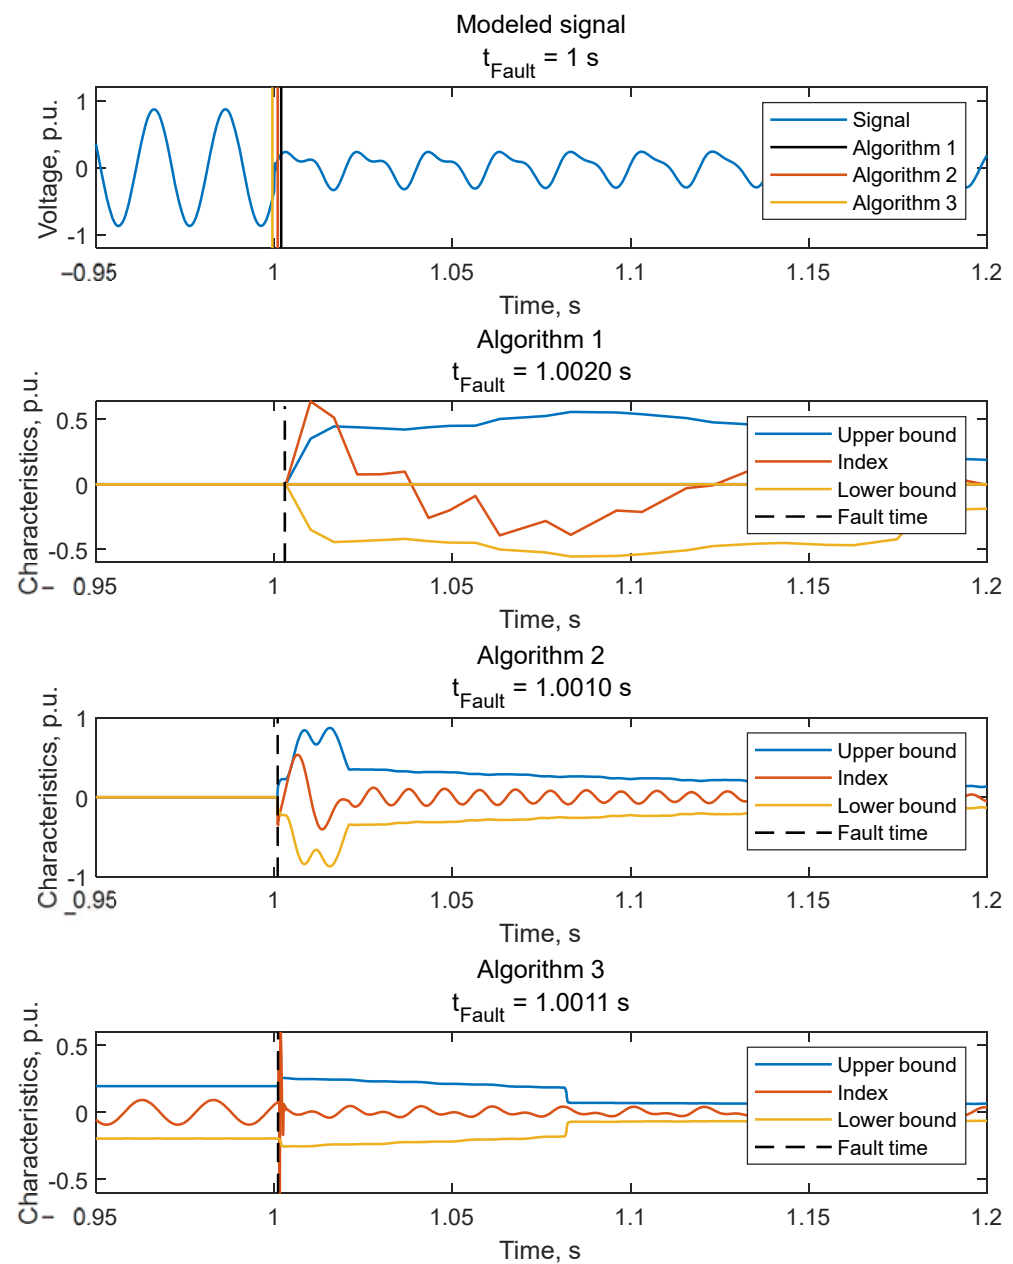 Modeled signal
tFault = 1 s
Voltage, p.u.
1
0
-1
Signal
Algorithm 1
Algorithm 2
Algorithm 3
–0.95 1 1.05 1.1 1.15 1.2
Time, s
Algorithm 1
tFault = 1.0020 s
Characteristics, p.u.
0.5
0
-0.5
Upper bound
Index
Lower bound
Fault time
– 0.95 1 1.05 1.1 1.15 1.2
Time, s
Algorithm 2
tFault = 1.0010 s
Characteristics, p.u.
1
0
-1
Upper bound
Index
Lower bound
Fault time
–0.95 1 1.05 1.1 1.15 1.2
Time, s
Algorithm 3
tFault = 1.0011 s
Characteristics, p.u.
0.5
0
-0.5
Upper bound
Index
Lower bound
Fault time
– 0.95 1 1.05 1.1 1.15 1.2
Time, s